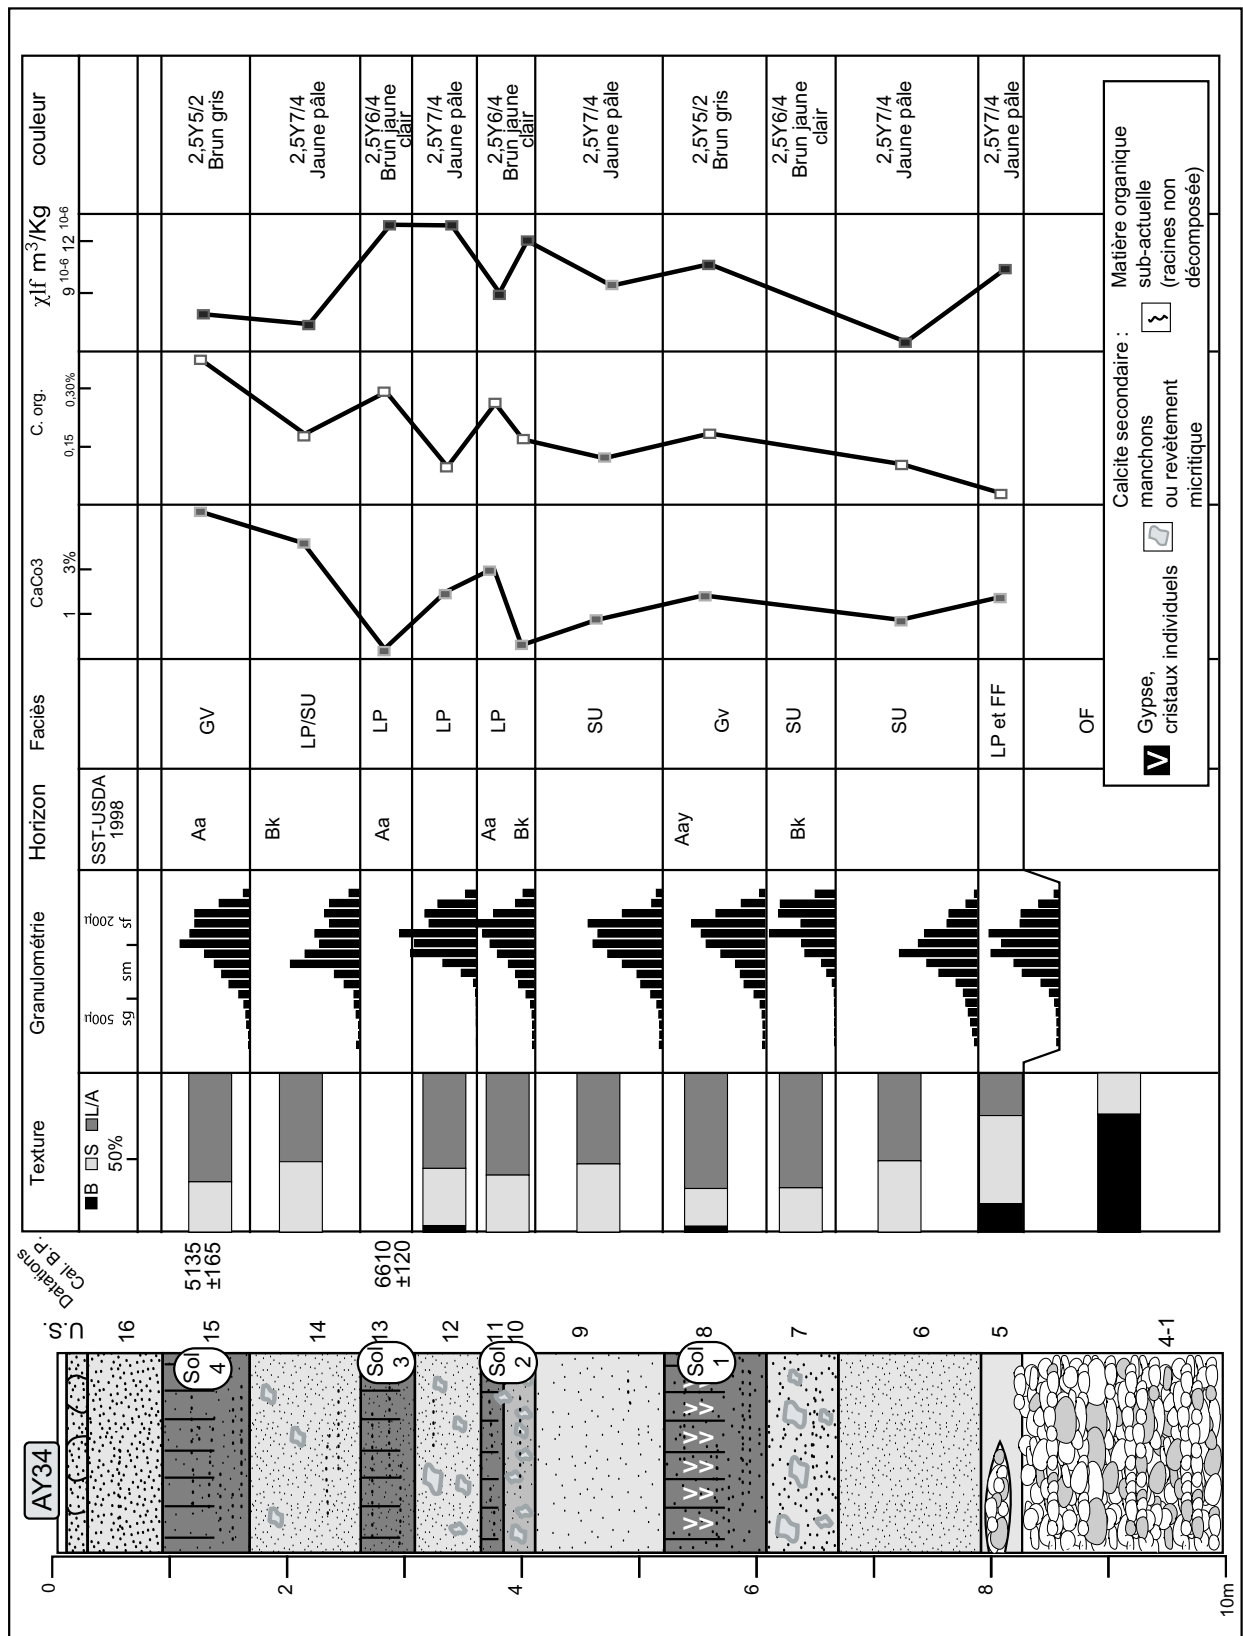 AY34
U.S.
Datations
Cal. B.P.
Texture
B S L/A
50%
Granulométrie
500µ 200µ
sg sm sf
Horizon
SST-USDA
1998
Faciès
CaCo3
1 3%
C. org.
0,15 0,30%
χlf m3/Kg
9 10-6 12 10-6
couleur
16
Sol
4
15
5135
±165
Aa
GV
2,5Y5/2
Brun gris
14
Bk
LP/SU
2,5Y7/4
Jaune pâle
Sol
3
13
6610
±120
Aa
LP
2,5Y6/4
Brun jaune
clair
12
LP
2,5Y7/4
Jaune pâle
Sol
2
11
10
Aa
Bk
LP
2,5Y6/4
Brun jaune
clair
9
SU
2,5Y7/4
Jaune pâle
Sol
1
8
V V V V V
V V V V V
Aay
Gv
2,5Y5/2
Brun gris
7
Bk
SU
2,5Y6/4
Brun jaune
clair
6
SU
2,5Y7/4
Jaune pâle
5
LP et FF
2,5Y7/4
Jaune pâle
4-1
OF
0
2
4
6
8
10m
V
Gypse,
cristaux individuels
Calcite secondaire :
manchons
ou revètement
micritique
Matière organique
sub-actuelle
(racines non
décomposée)